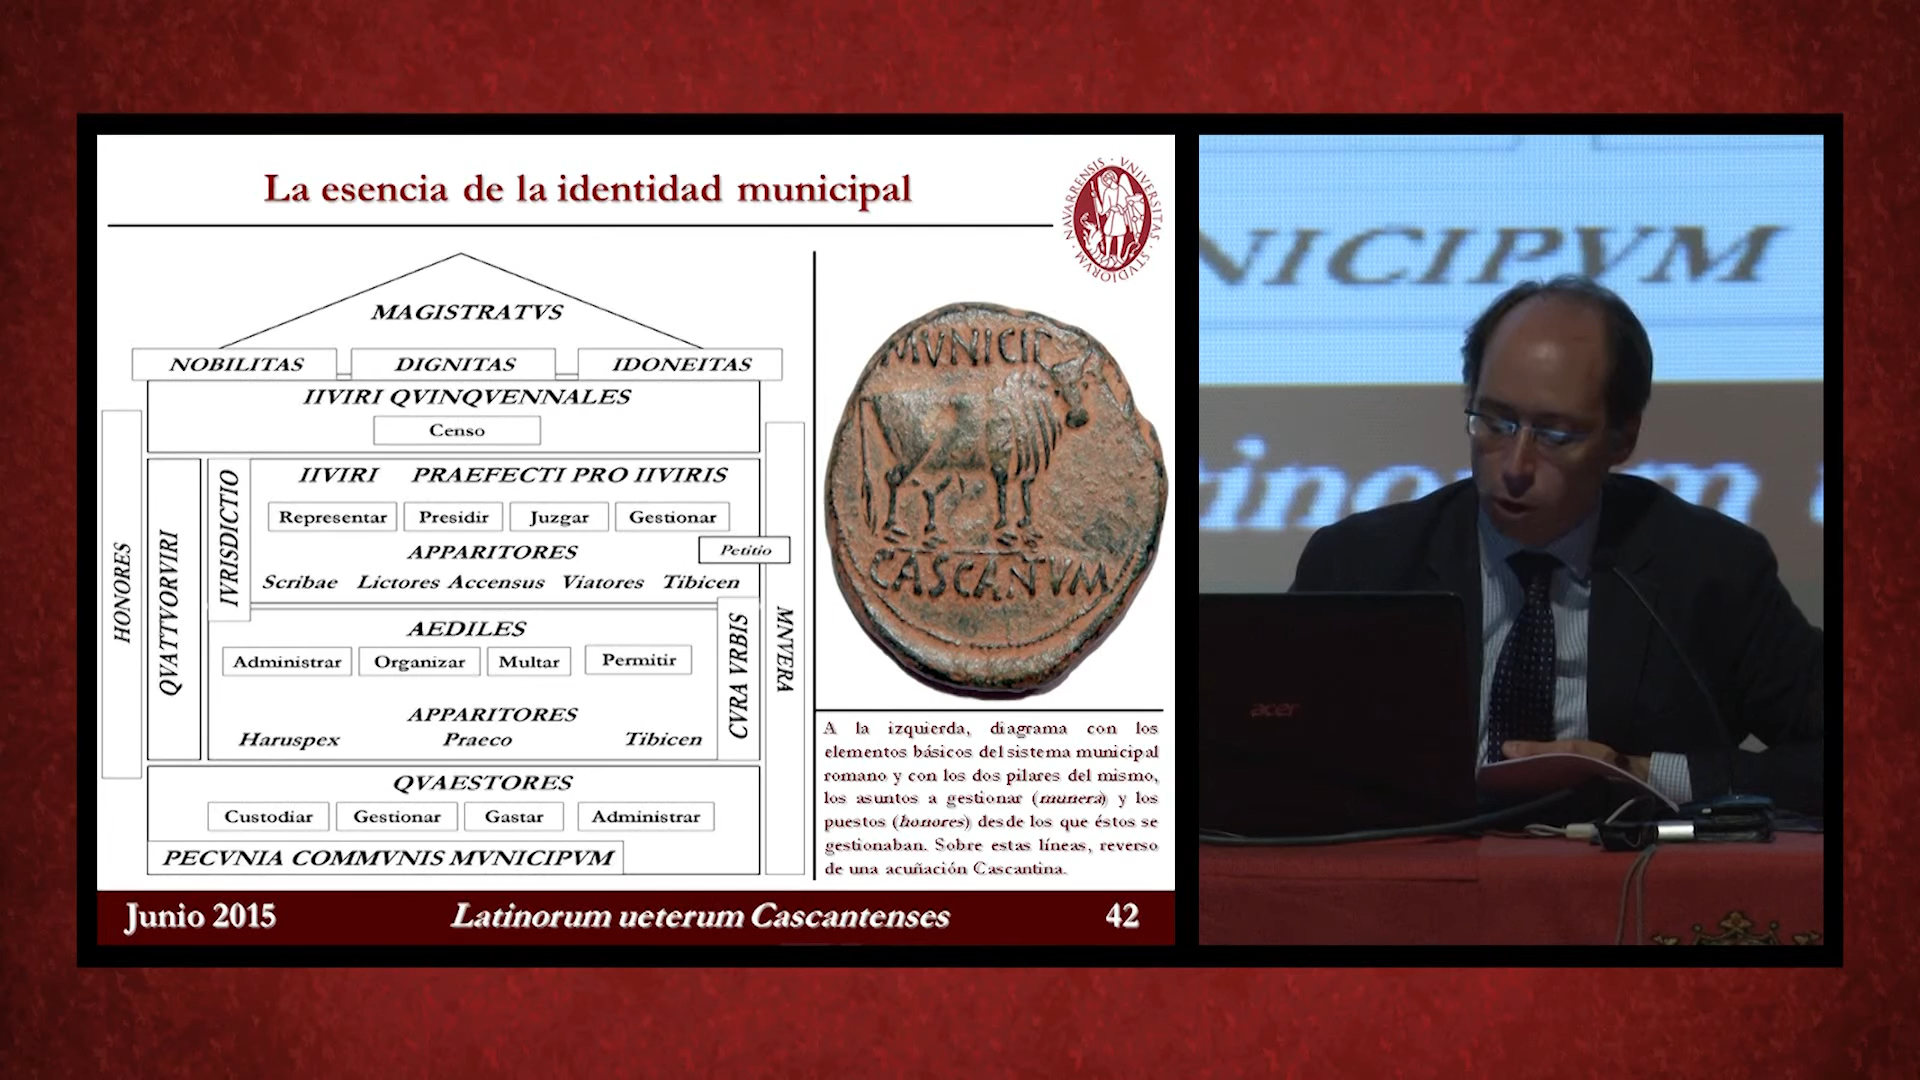 La esencia de la identidad municipal
NAVARRENSIS · VNIVERSITAS · STVDIORVM
MAGISTRATVS
NOBILITAS DIGNITAS IDONEITAS
IIVIRI QVINQVENNALES
Censo
HONORES
QVATTVORVIRI
IVRISDICTIO
IIVIRI PRAEFECTI PRO IIVIRIS
Representar Presidir Juzgar Gestionar
APPARITORES
Petitio
Scribae Lictores Accensus Viatores Tibicen
AEDILES
Administrar Organizar Multar Permitir
APPARITORES
Haruspex Praeco Tibicen
CVRA VRBIS
MNVERA
QVAESTORES
Custodiar Gestionar Gastar Administrar
PECVNIA COMMVNIS MVNICIPVM
MVNICIP
CASCANTVM
A la izquierda, diagrama con los
elementos básicos del sistema municipal
romano y con los dos pilares del mismo,
los asuntos a gestionar (munera) y los
puestos (honores) desde los que éstos se
gestionaban. Sobre estas líneas, reverso
de una acuñación Cascantina.
Junio 2015 Latinorum ueterum Cascantenses 42
NICIPVM
inorum
acer